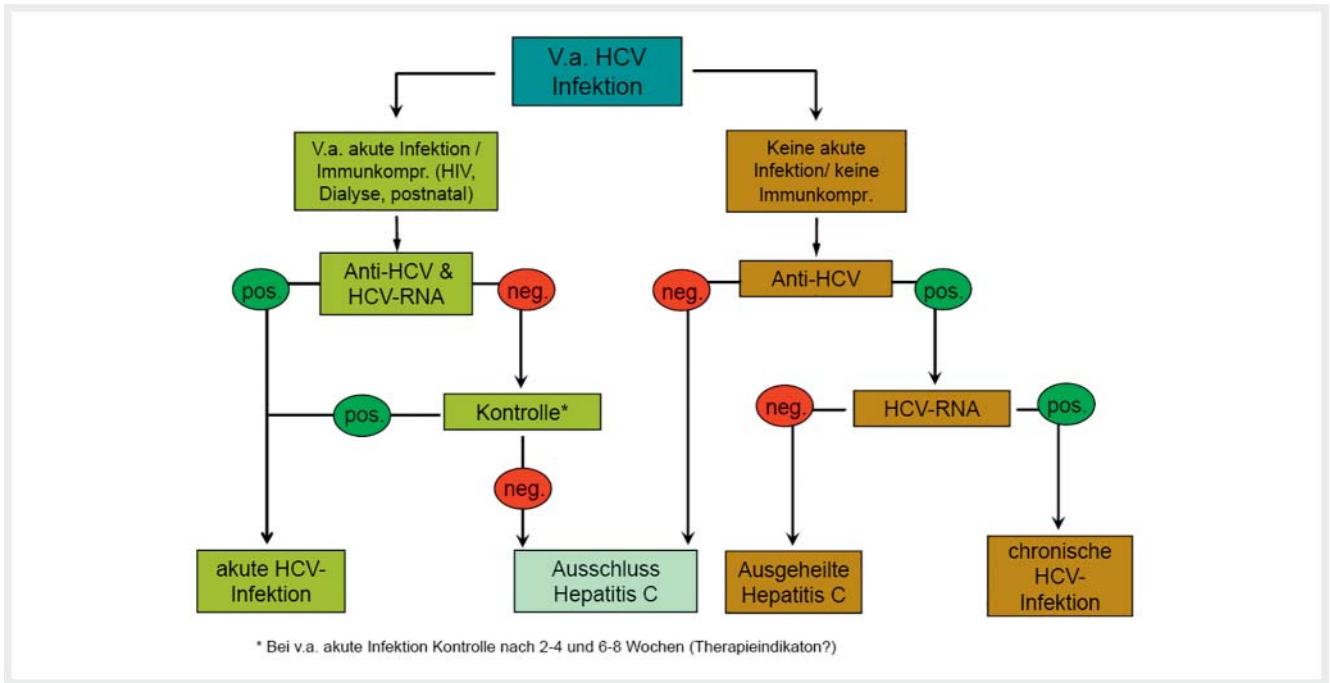 V.a. HCV
Infektion
V.a. akute Infektion /
Immunkompr. (HIV,
Dialyse, postnatal)
Keine akute
Infektion/ keine
Immunkompr.
pos.
Anti-HCV &
HCV-RNA
neg.
neg.
Anti-HCV
pos.
pos.
Kontrolle*
neg.
HCV-RNA
pos.
neg.
akute HCV-
Infektion
Ausschluss
Hepatitis C
Ausgeheilte
Hepatitis C
chronische
HCV-
Infektion
* Bei v.a. akute Infektion Kontrolle nach 2-4 und 6-8 Wochen (Therapieindikaton?)